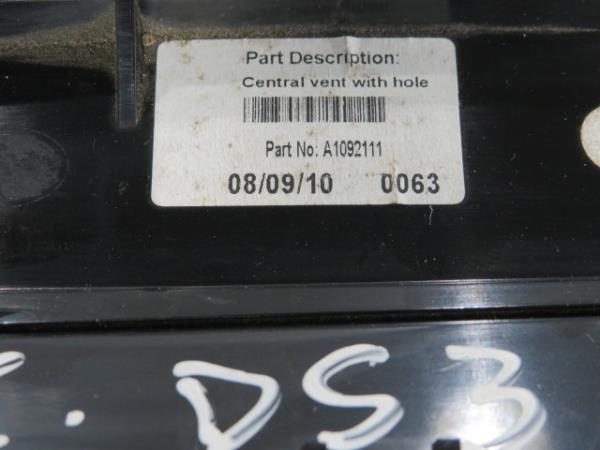 Part Description:
Central vent with hole
Part No: A1092111
08/09/10 0063
DS3